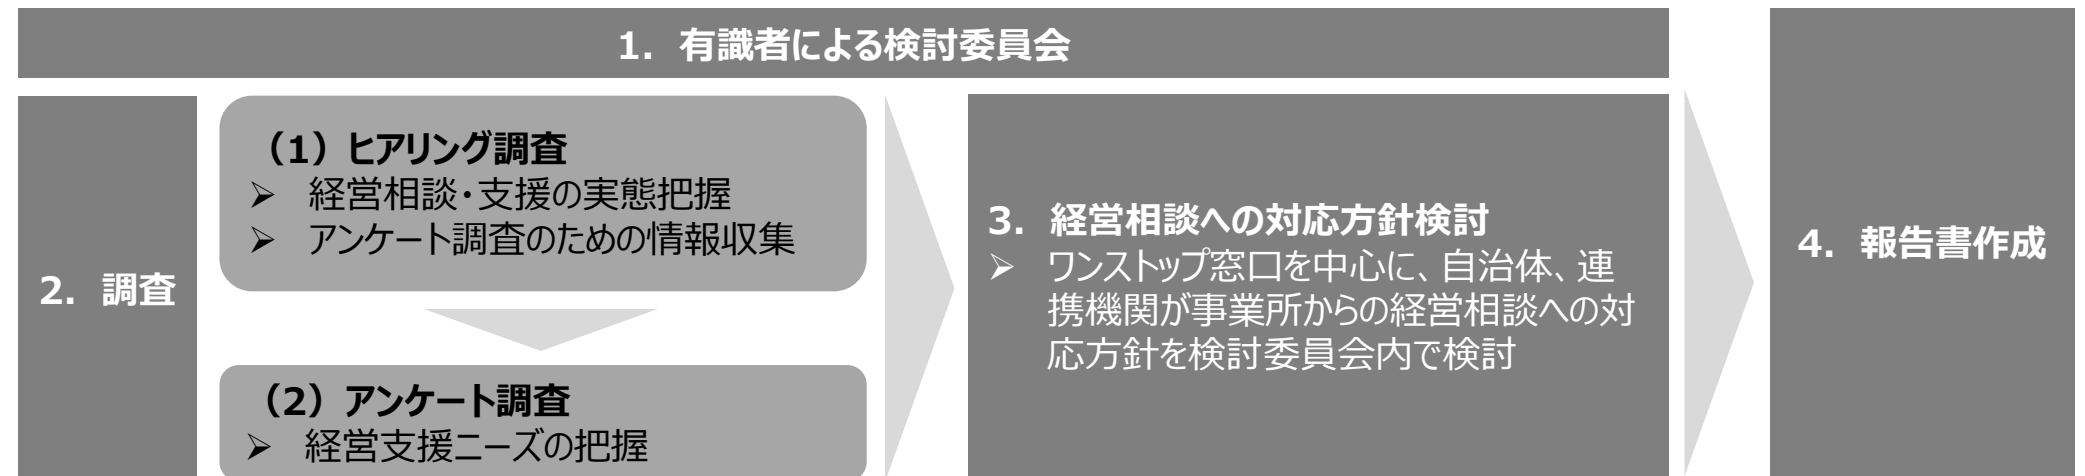 1. 有識者による検討委員会
2. 調査
（1）ヒアリング調査
➢ 経営相談・支援の実態把握
➢ アンケート調査のための情報収集
（2）アンケート調査
➢ 経営支援ニーズの把握
3. 経営相談への対応方針検討
➢ ワンストップ窓口を中心に、自治体、連
携機関が事業所からの経営相談への対
応方針を検討委員会内で検討
4. 報告書作成